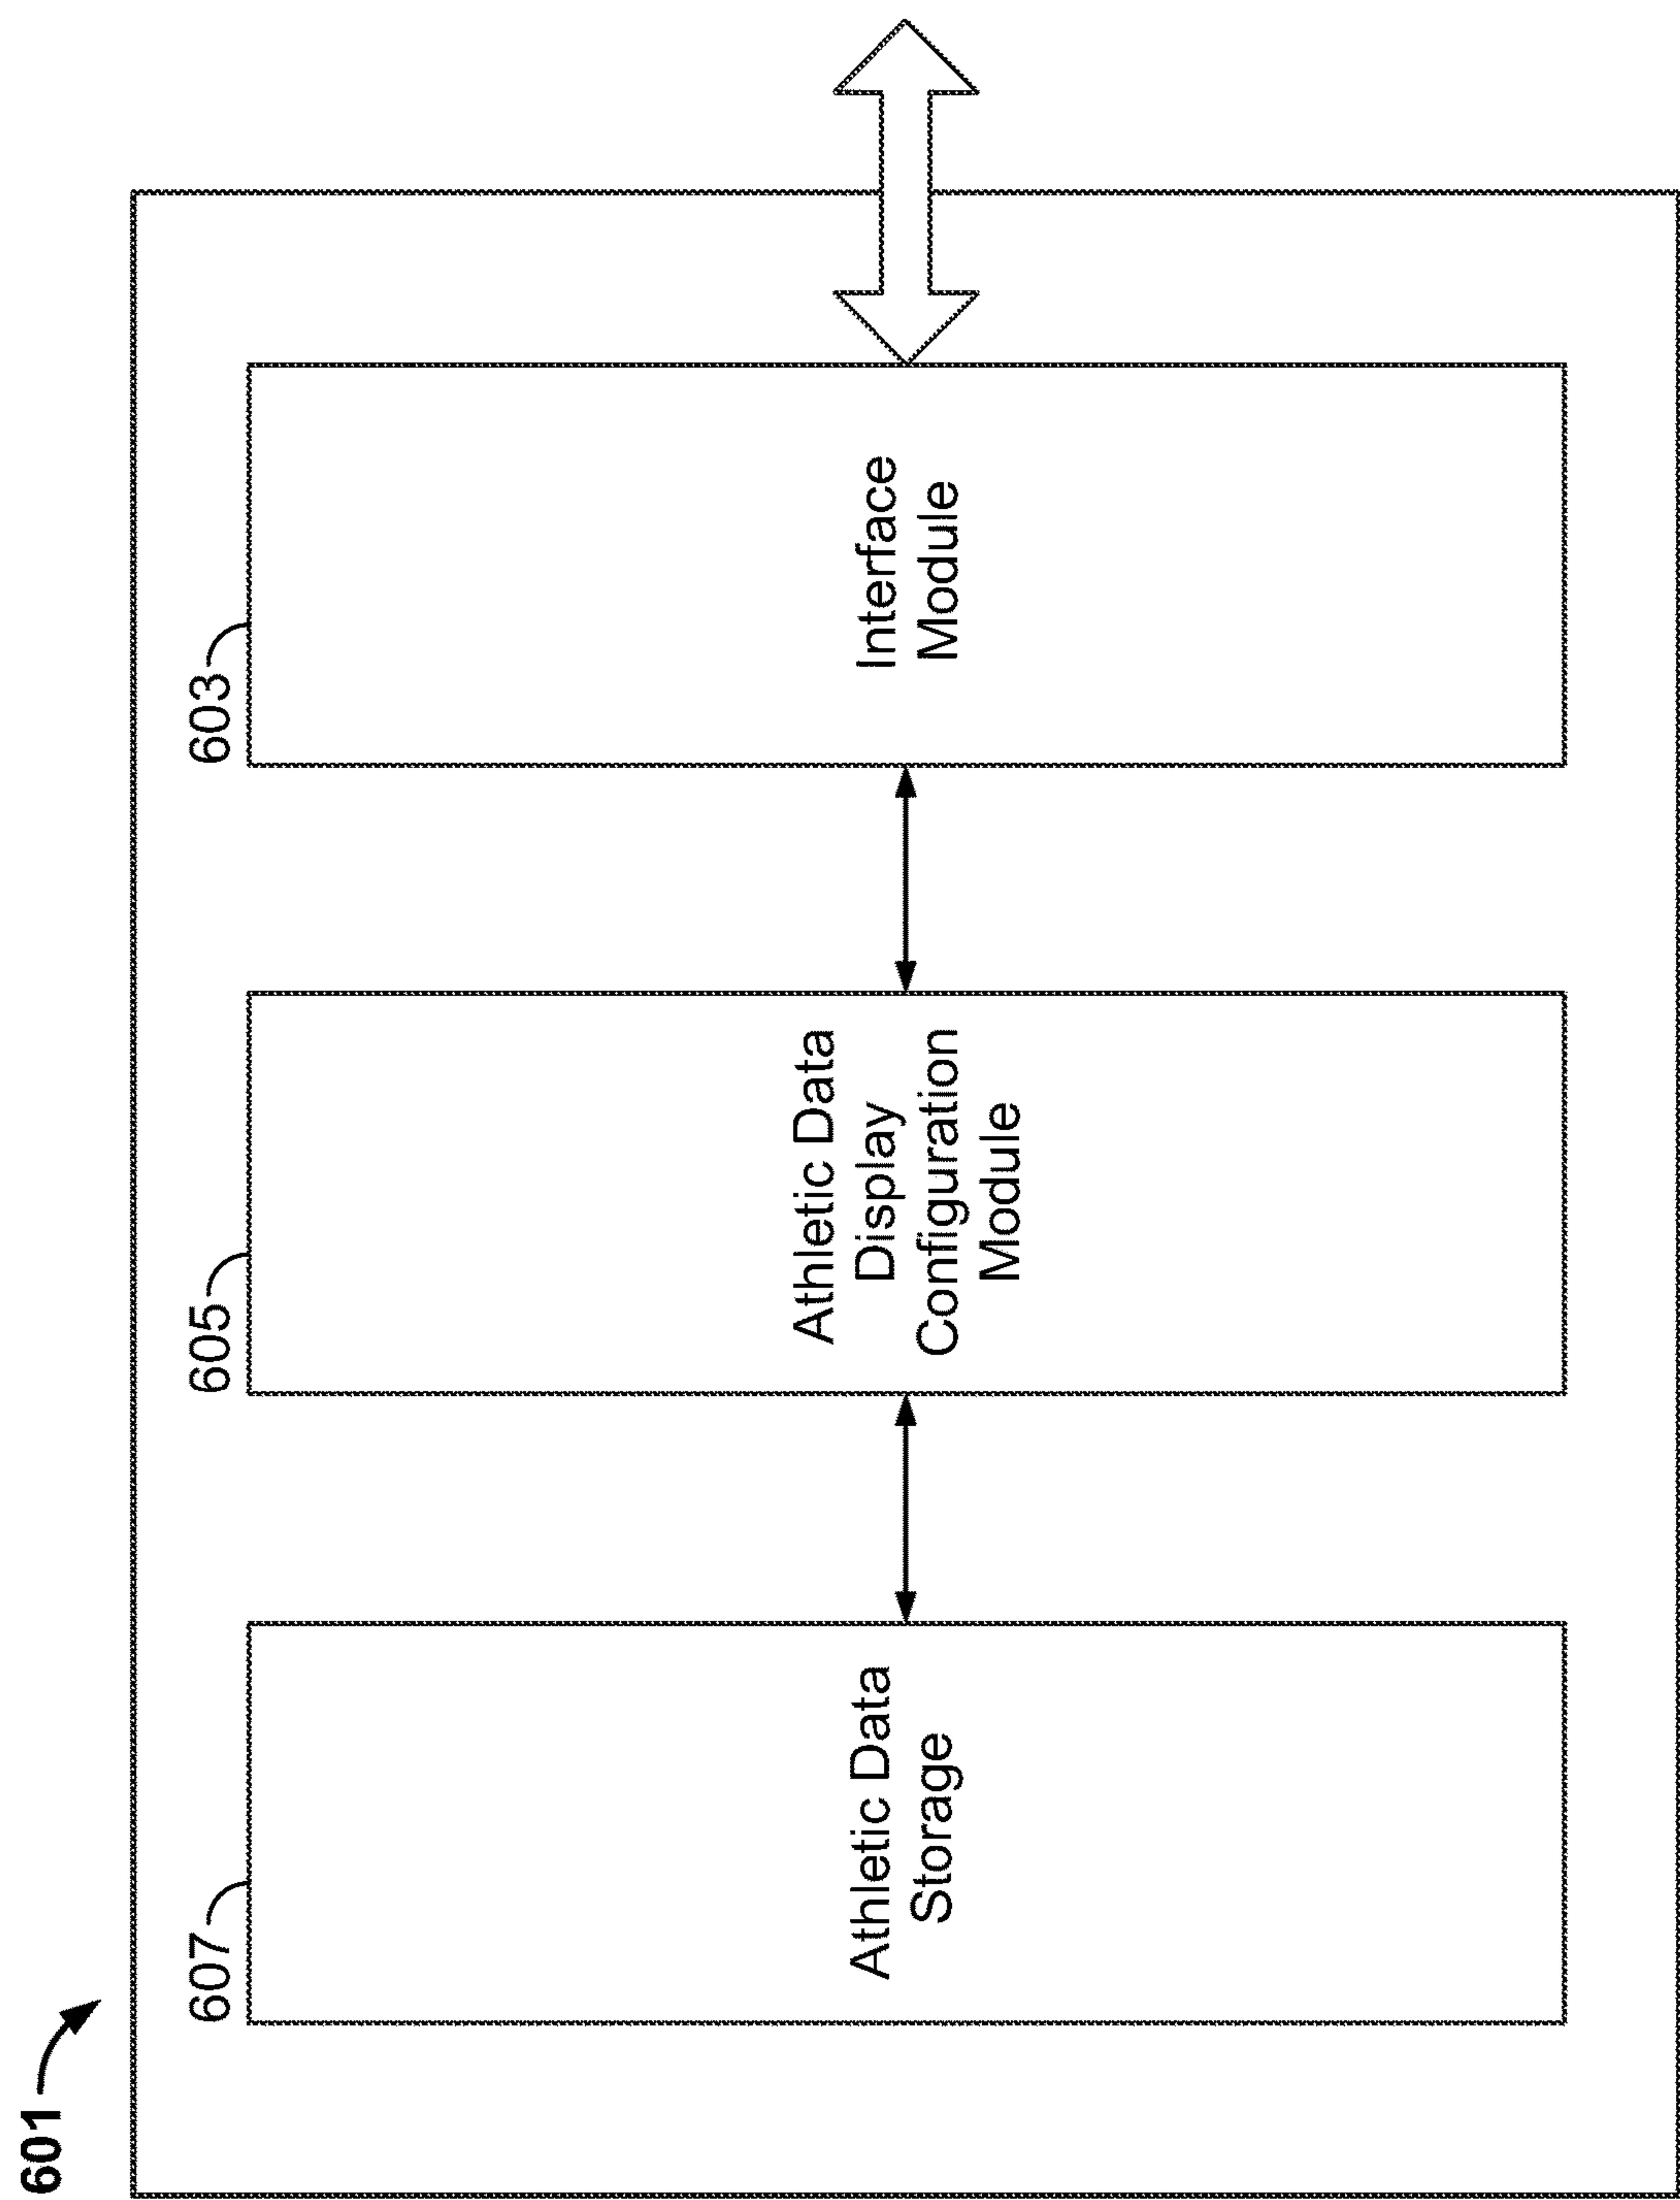 601
607
Athletic Data
Storage
605
Athletic Data
Display
Configuration
Module
603
Interface
Module